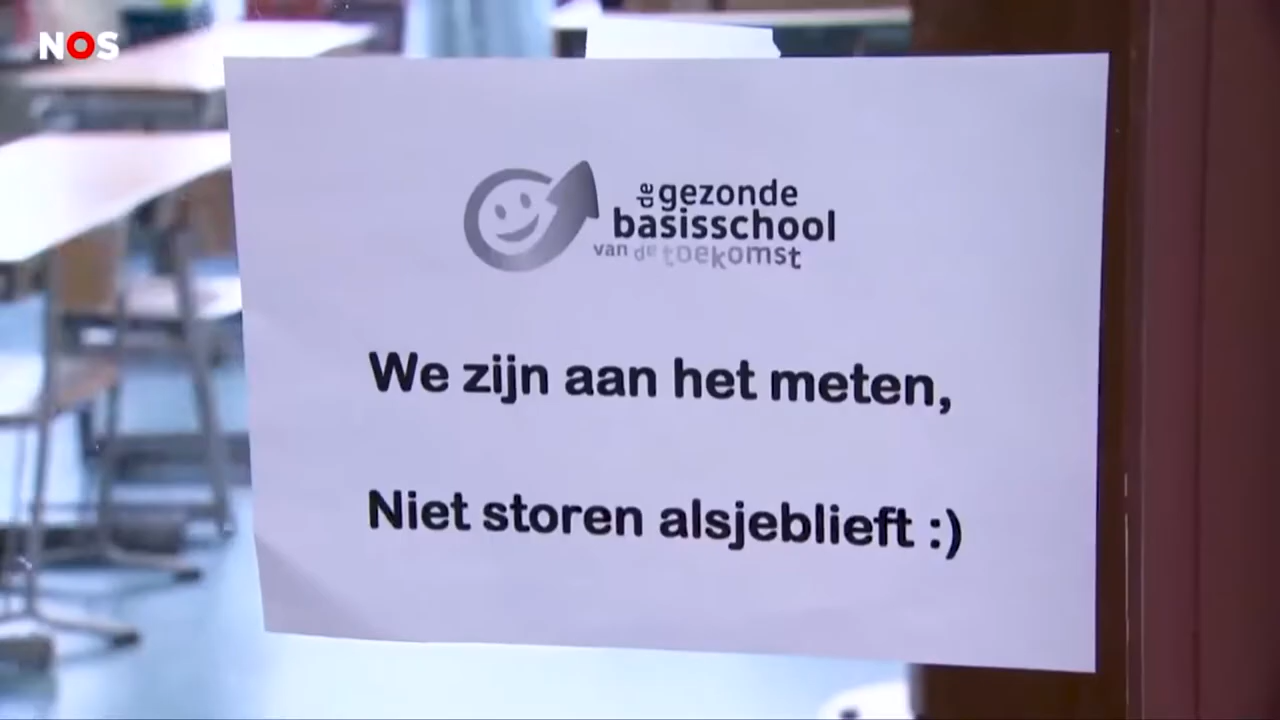 NOS
de gezonde
basisschool
van de toekomst
We zijn aan het meten,
Niet storen alsjeblieft :)